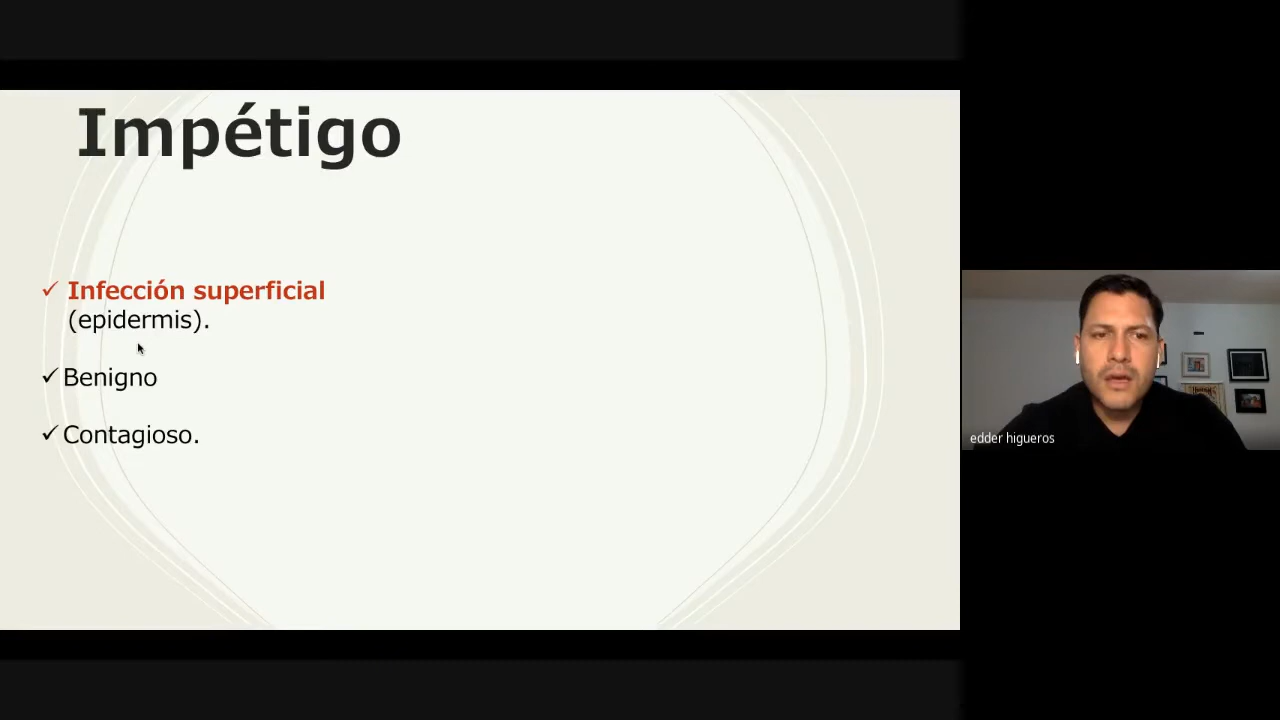 Impétigo
✓ Infección superficial
(epidermis).
✓ Benigno
✓ Contagioso.
edder higueros